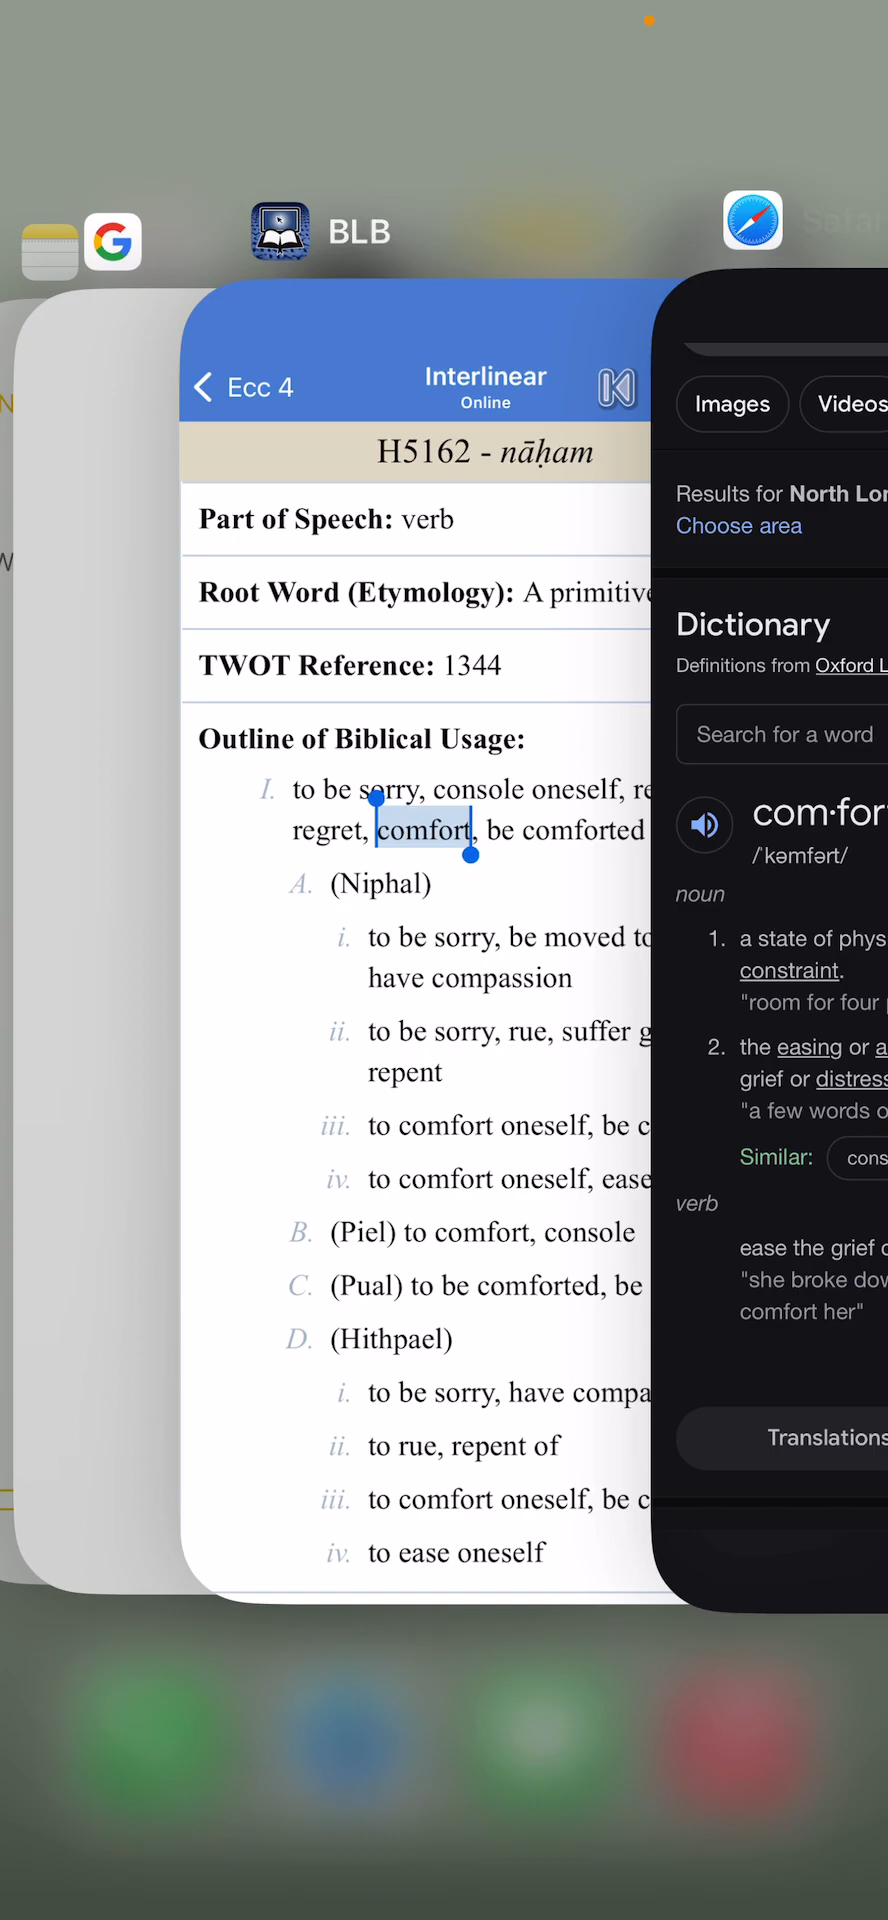 BLB
Ecc 4
Interlinear
Online
H5162 - nāḥam
Part of Speech: verb
Root Word (Etymology): A primitive
TWOT Reference: 1344
Outline of Biblical Usage:
I. to be sorry, console oneself, re
regret, comfort, be comforted
A. (Niphal)
i. to be sorry, be moved to
have compassion
ii. to be sorry, rue, suffer g
repent
iii. to comfort oneself, be c
iv. to comfort oneself, ease
B. (Piel) to comfort, console
C. (Pual) to be comforted, be
D. (Hithpael)
i. to be sorry, have compa
ii. to rue, repent of
iii. to comfort oneself, be c
iv. to ease oneself
Safari
Images
Videos
Results for North Lon
Choose area
Dictionary
Definitions from Oxford L
Search for a word
com·for
/ˈkəmfərt/
noun
1. a state of phys
constraint.
"room for four p
2. the easing or a
grief or distress
"a few words o
Similar: cons
verb
ease the grief o
"she broke dow
comfort her"
Translations